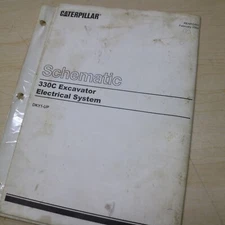 CATERPILLAR
Schematic
330C Excavator
Electrical System